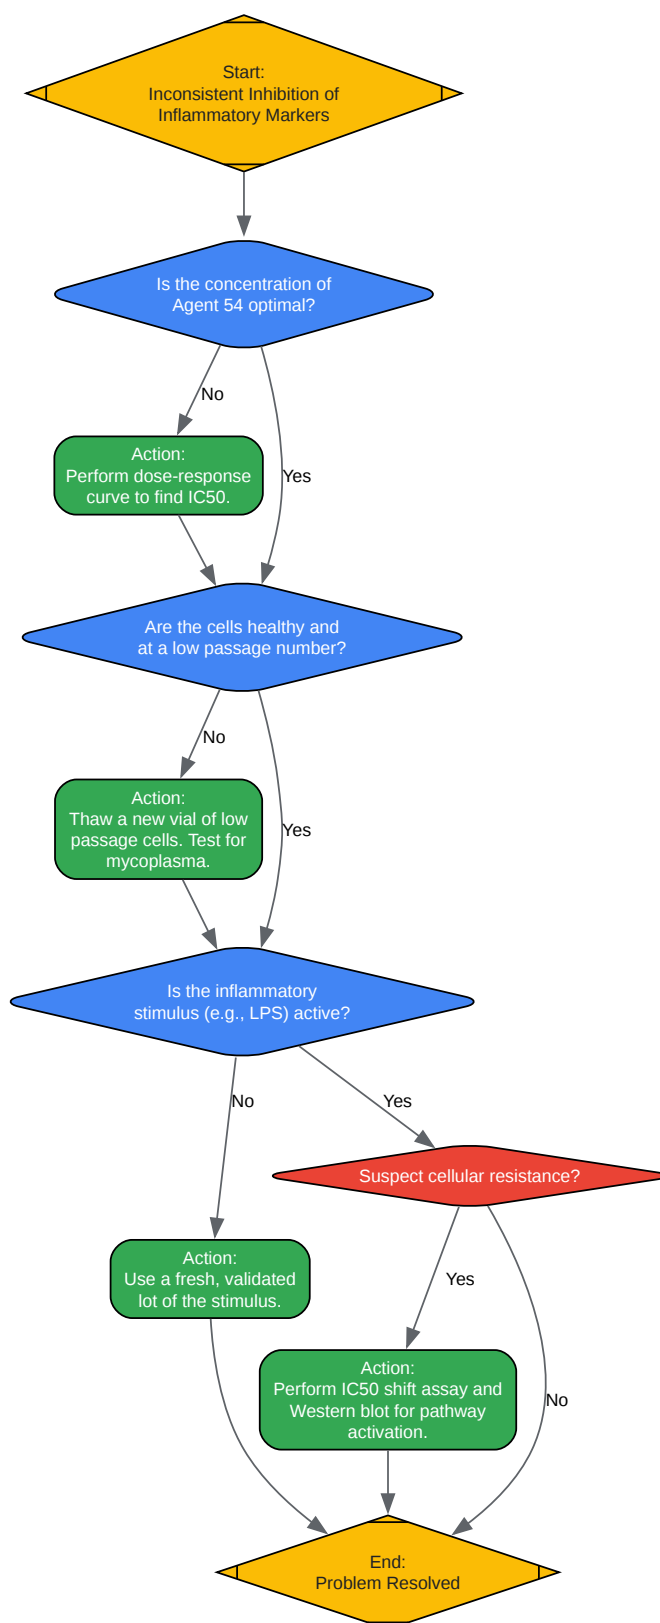 Start:
Inconsistent Inhibition of
Inflammatory Markers
Is the concentration of
Agent 54 optimal?
No
Action:
Perform dose-response
curve to find IC50.
Yes
Are the cells healthy and
at a low passage number?
No
Action:
Thaw a new vial of low
passage cells. Test for
mycoplasma.
Yes
Is the inflammatory
stimulus (e.g., LPS) active?
No
Yes
Suspect cellular resistance?
Action:
Use a fresh, validated
lot of the stimulus.
Yes
Action:
Perform IC50 shift assay and
Western blot for pathway
activation.
No
End:
Problem Resolved